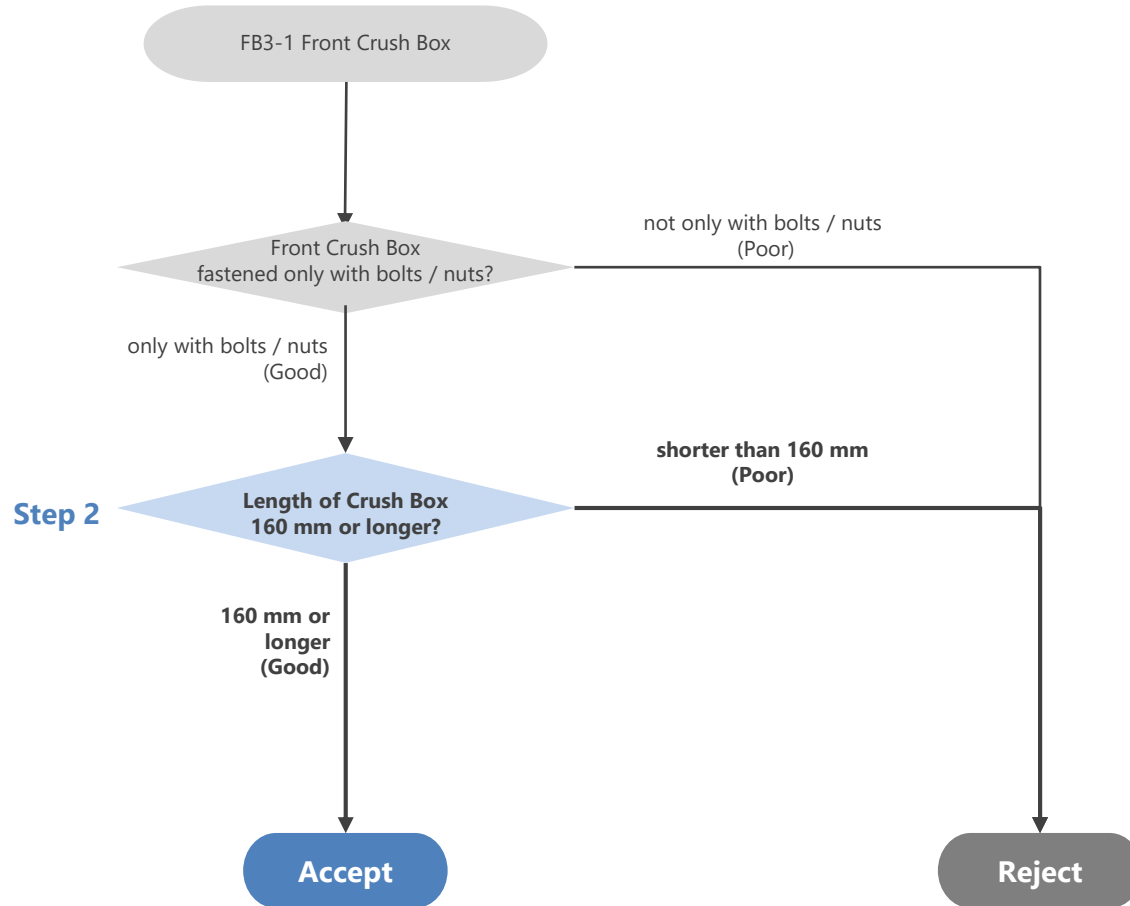 FB3-1 Front Crush Box
Front Crush Box
fastened only with bolts / nuts?
not only with bolts / nuts
(Poor)
only with bolts / nuts
(Good)
shorter than 160 mm
(Poor)
Step 2
Length of Crush Box
160 mm or longer?
160 mm or
longer
(Good)
Accept
Reject